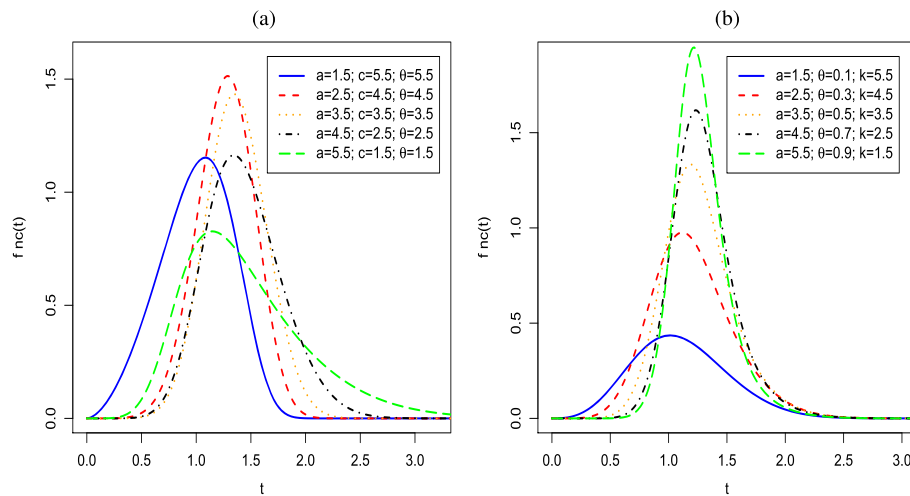 (a)
a=1.5; c=5.5; θ=5.5
a=2.5; c=4.5; θ=4.5
a=3.5; c=3.5; θ=3.5
a=4.5; c=2.5; θ=2.5
a=5.5; c=1.5; θ=1.5
f nc(t)
1.5
1.0
0.5
0.0
0.0 0.5 1.0 1.5 2.0 2.5 3.0
t
(b)
a=1.5; θ=0.1; k=5.5
a=2.5; θ=0.3; k=4.5
a=3.5; θ=0.5; k=3.5
a=4.5; θ=0.7; k=2.5
a=5.5; θ=0.9; k=1.5
f nc(t)
1.5
1.0
0.5
0.0
0.0 0.5 1.0 1.5 2.0 2.5 3.0
t